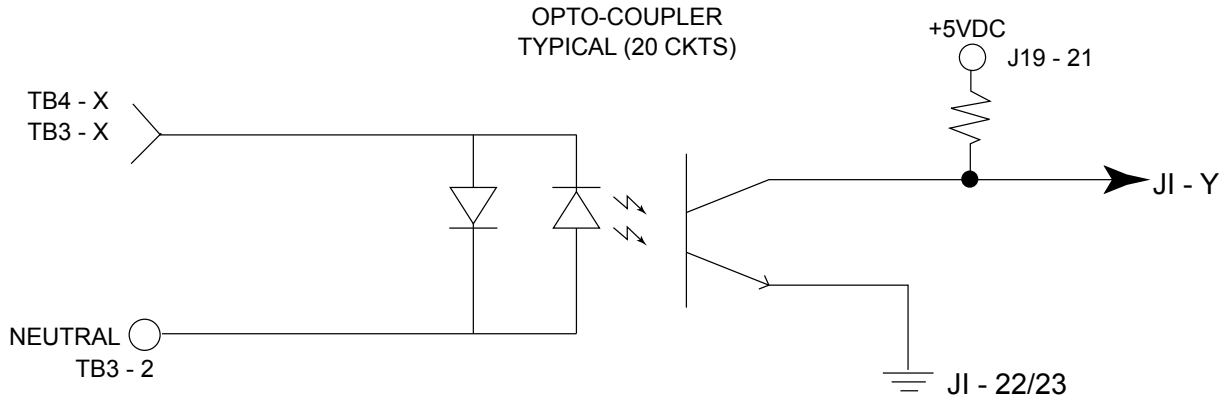 OPTO-COUPLER
TYPICAL (20 CKTS)
+5VDC
J19 - 21
TB4 - X
TB3 - X
JI - Y
NEUTRAL
TB3 - 2
JI - 22/23